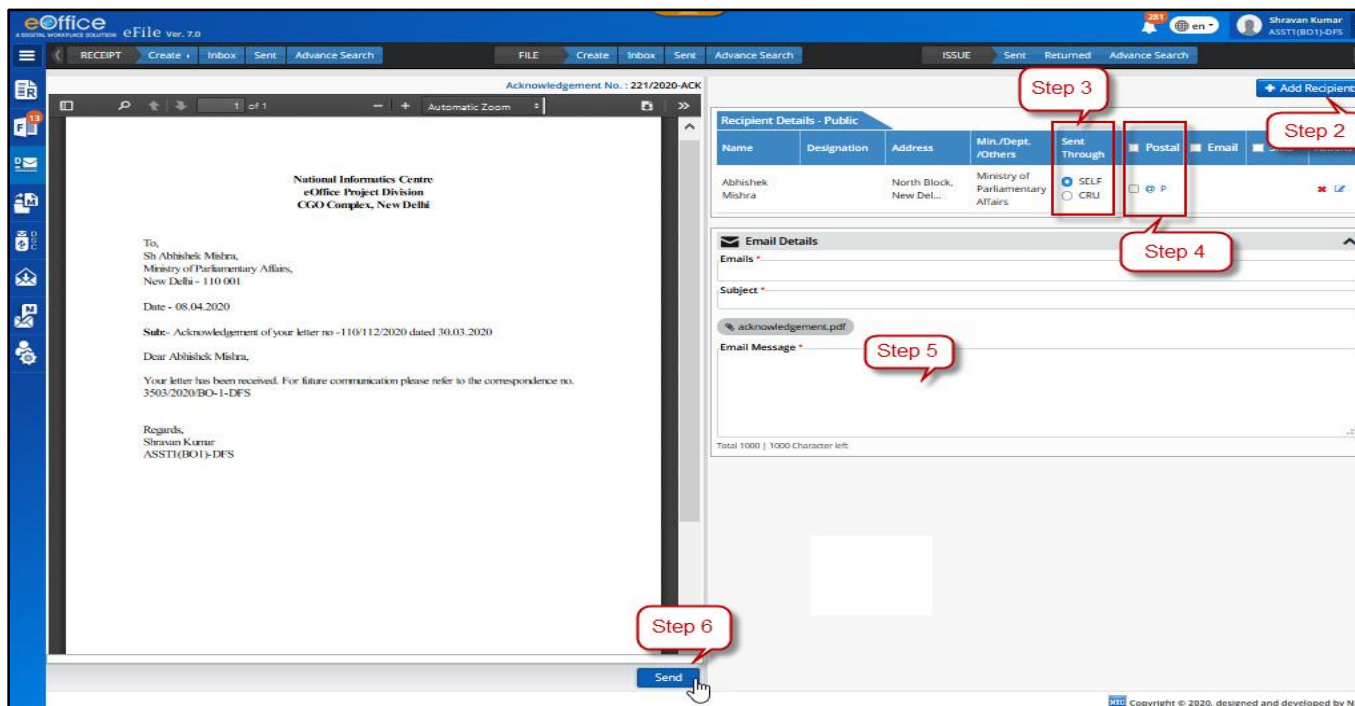 eOffice
A DIGITAL WORKPLACE SOLUTION eFile Ver. 7.0
281
en
Shravan Kumar
ASST1(BO1)-DFS
RECEIPT Create Inbox Sent Advance Search FILE Create Inbox Sent Advance Search ISSUE Sent Returned Advance Search
13
Acknowledgement No. : 221/2020-ACK
1 of 1 Automatic Zoom
National Informatics Centre
eOffice Project Division
CGO Complex, New Delhi
To,
Sh Abhishek Mishra,
Ministry of Parliamentary Affairs,
New Delhi - 110 001
Date - 08.04.2020
Sub:- Acknowledgement of your letter no -110/112/2020 dated 30.03.2020
Dear Abhishek Mishra,
Your letter has been received. For future communication please refer to the correspondence no.
3503/2020/BO-1-DFS
Regards,
Shravan Kumar
ASST1(BO1)-DFS
Step 6
Send
Step 3
+ Add Recipient
Step 2
Recipient Details - Public
Name Designation Address Min./Dept. /Others Sent Through Postal Email
Abhishek Mishra North Block, New Del... Ministry of Parliamentary Affairs SELF CRU @ P
Step 4
Email Details
Emails *
Subject *
acknowledgement.pdf
Email Message *
Step 5
Total 1000 | 1000 Character left
NIC Copyright © 2020, designed and developed by